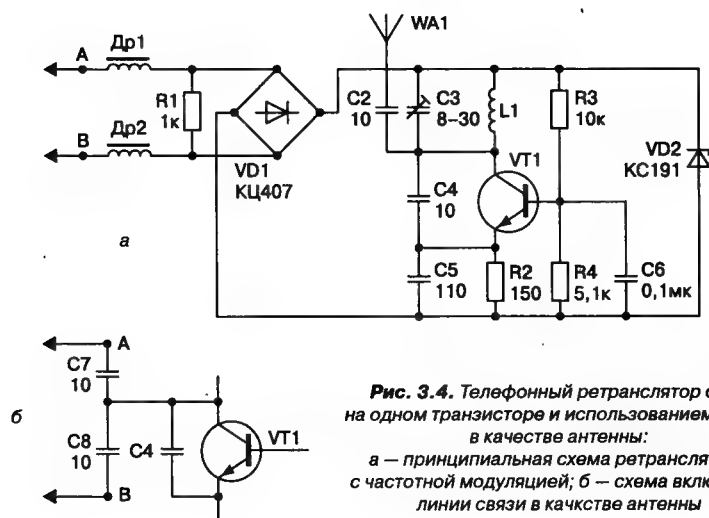 WA1
Др1
A
R1
1к
Др2
B
VD1
КЦ407
C2
10
C3
8–30
L1
R3
10к
VD2
КС191
VT1
C4
10
C5
110
R2
150
R4
5,1к
C6
0,1мк
а
A
C7
10
C8
10
C4
VT1
B
б
Рис. 3.4. Телефонный ретранслятор
на одном транзисторе и использованием
в качестве антенны:
а — принципиальная схема ретрансля
с частотной модуляцией; б — схема вклю
линии связи в качкстве антенны